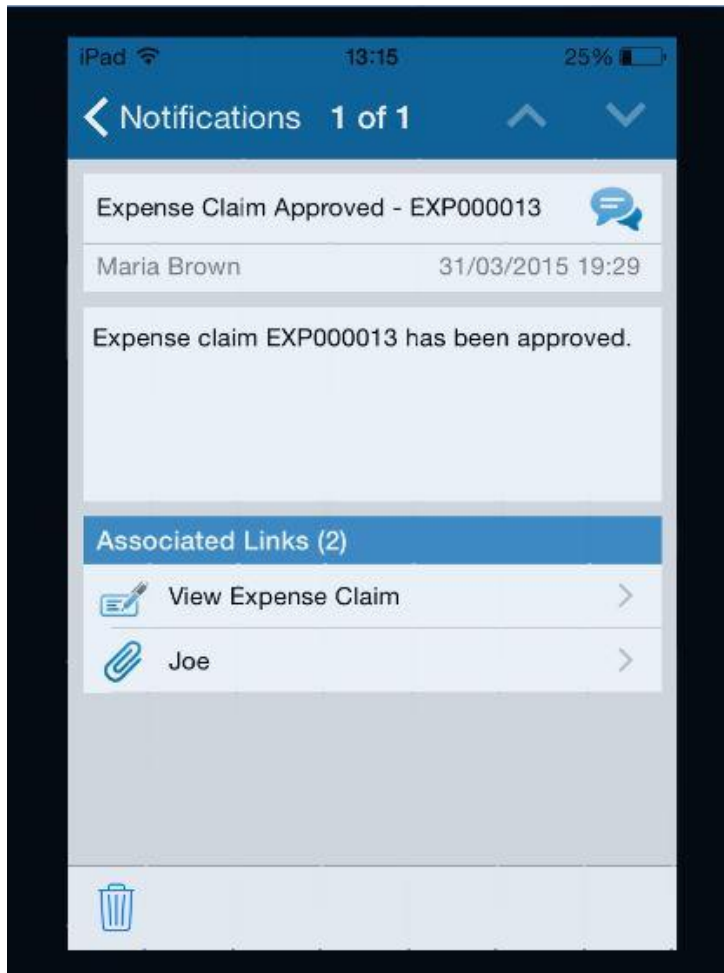 iPad 13:15 25%
Notifications 1 of 1
Expense Claim Approved - EXP000013
Maria Brown 31/03/2015 19:29
Expense claim EXP000013 has been approved.
Associated Links (2)
View Expense Claim
Joe